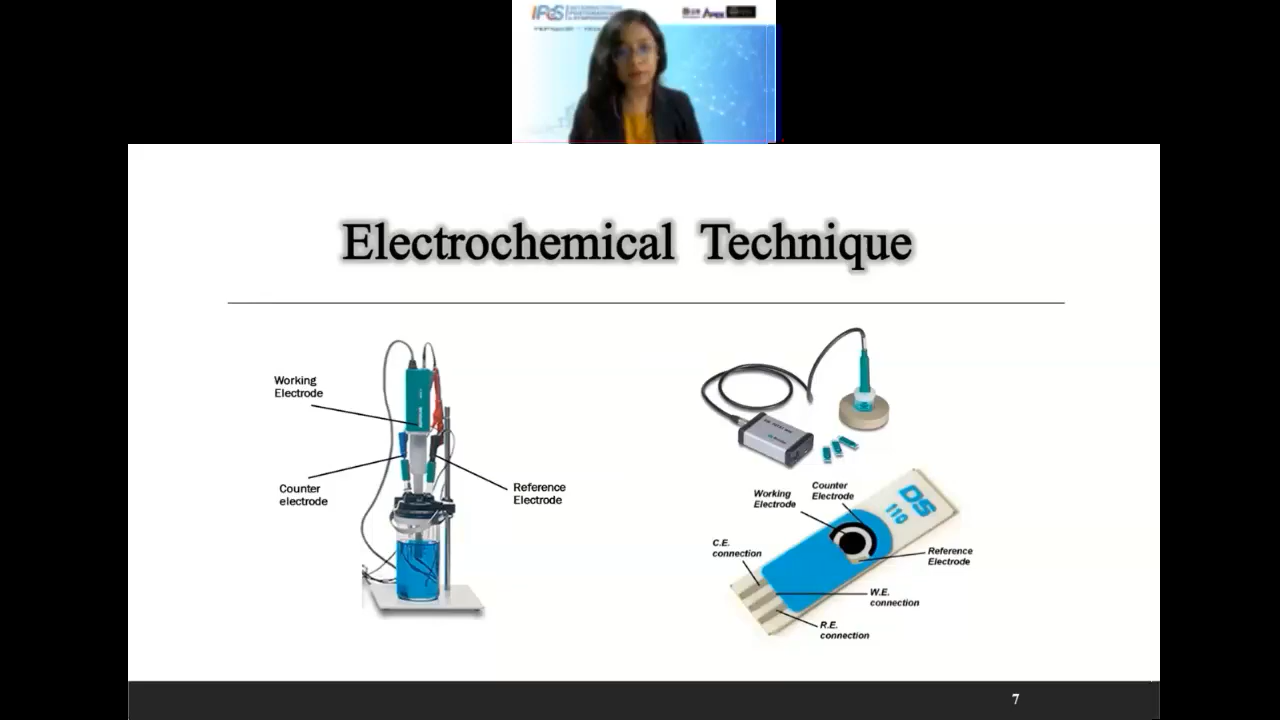 IPCS
Electrochemical Technique
Working
Electrode
Counter
electrode
Reference
Electrode
Working
Electrode
Counter
Electrode
DS
110
C.E.
connection
Reference
Electrode
W.E.
connection
R.E.
connection
7